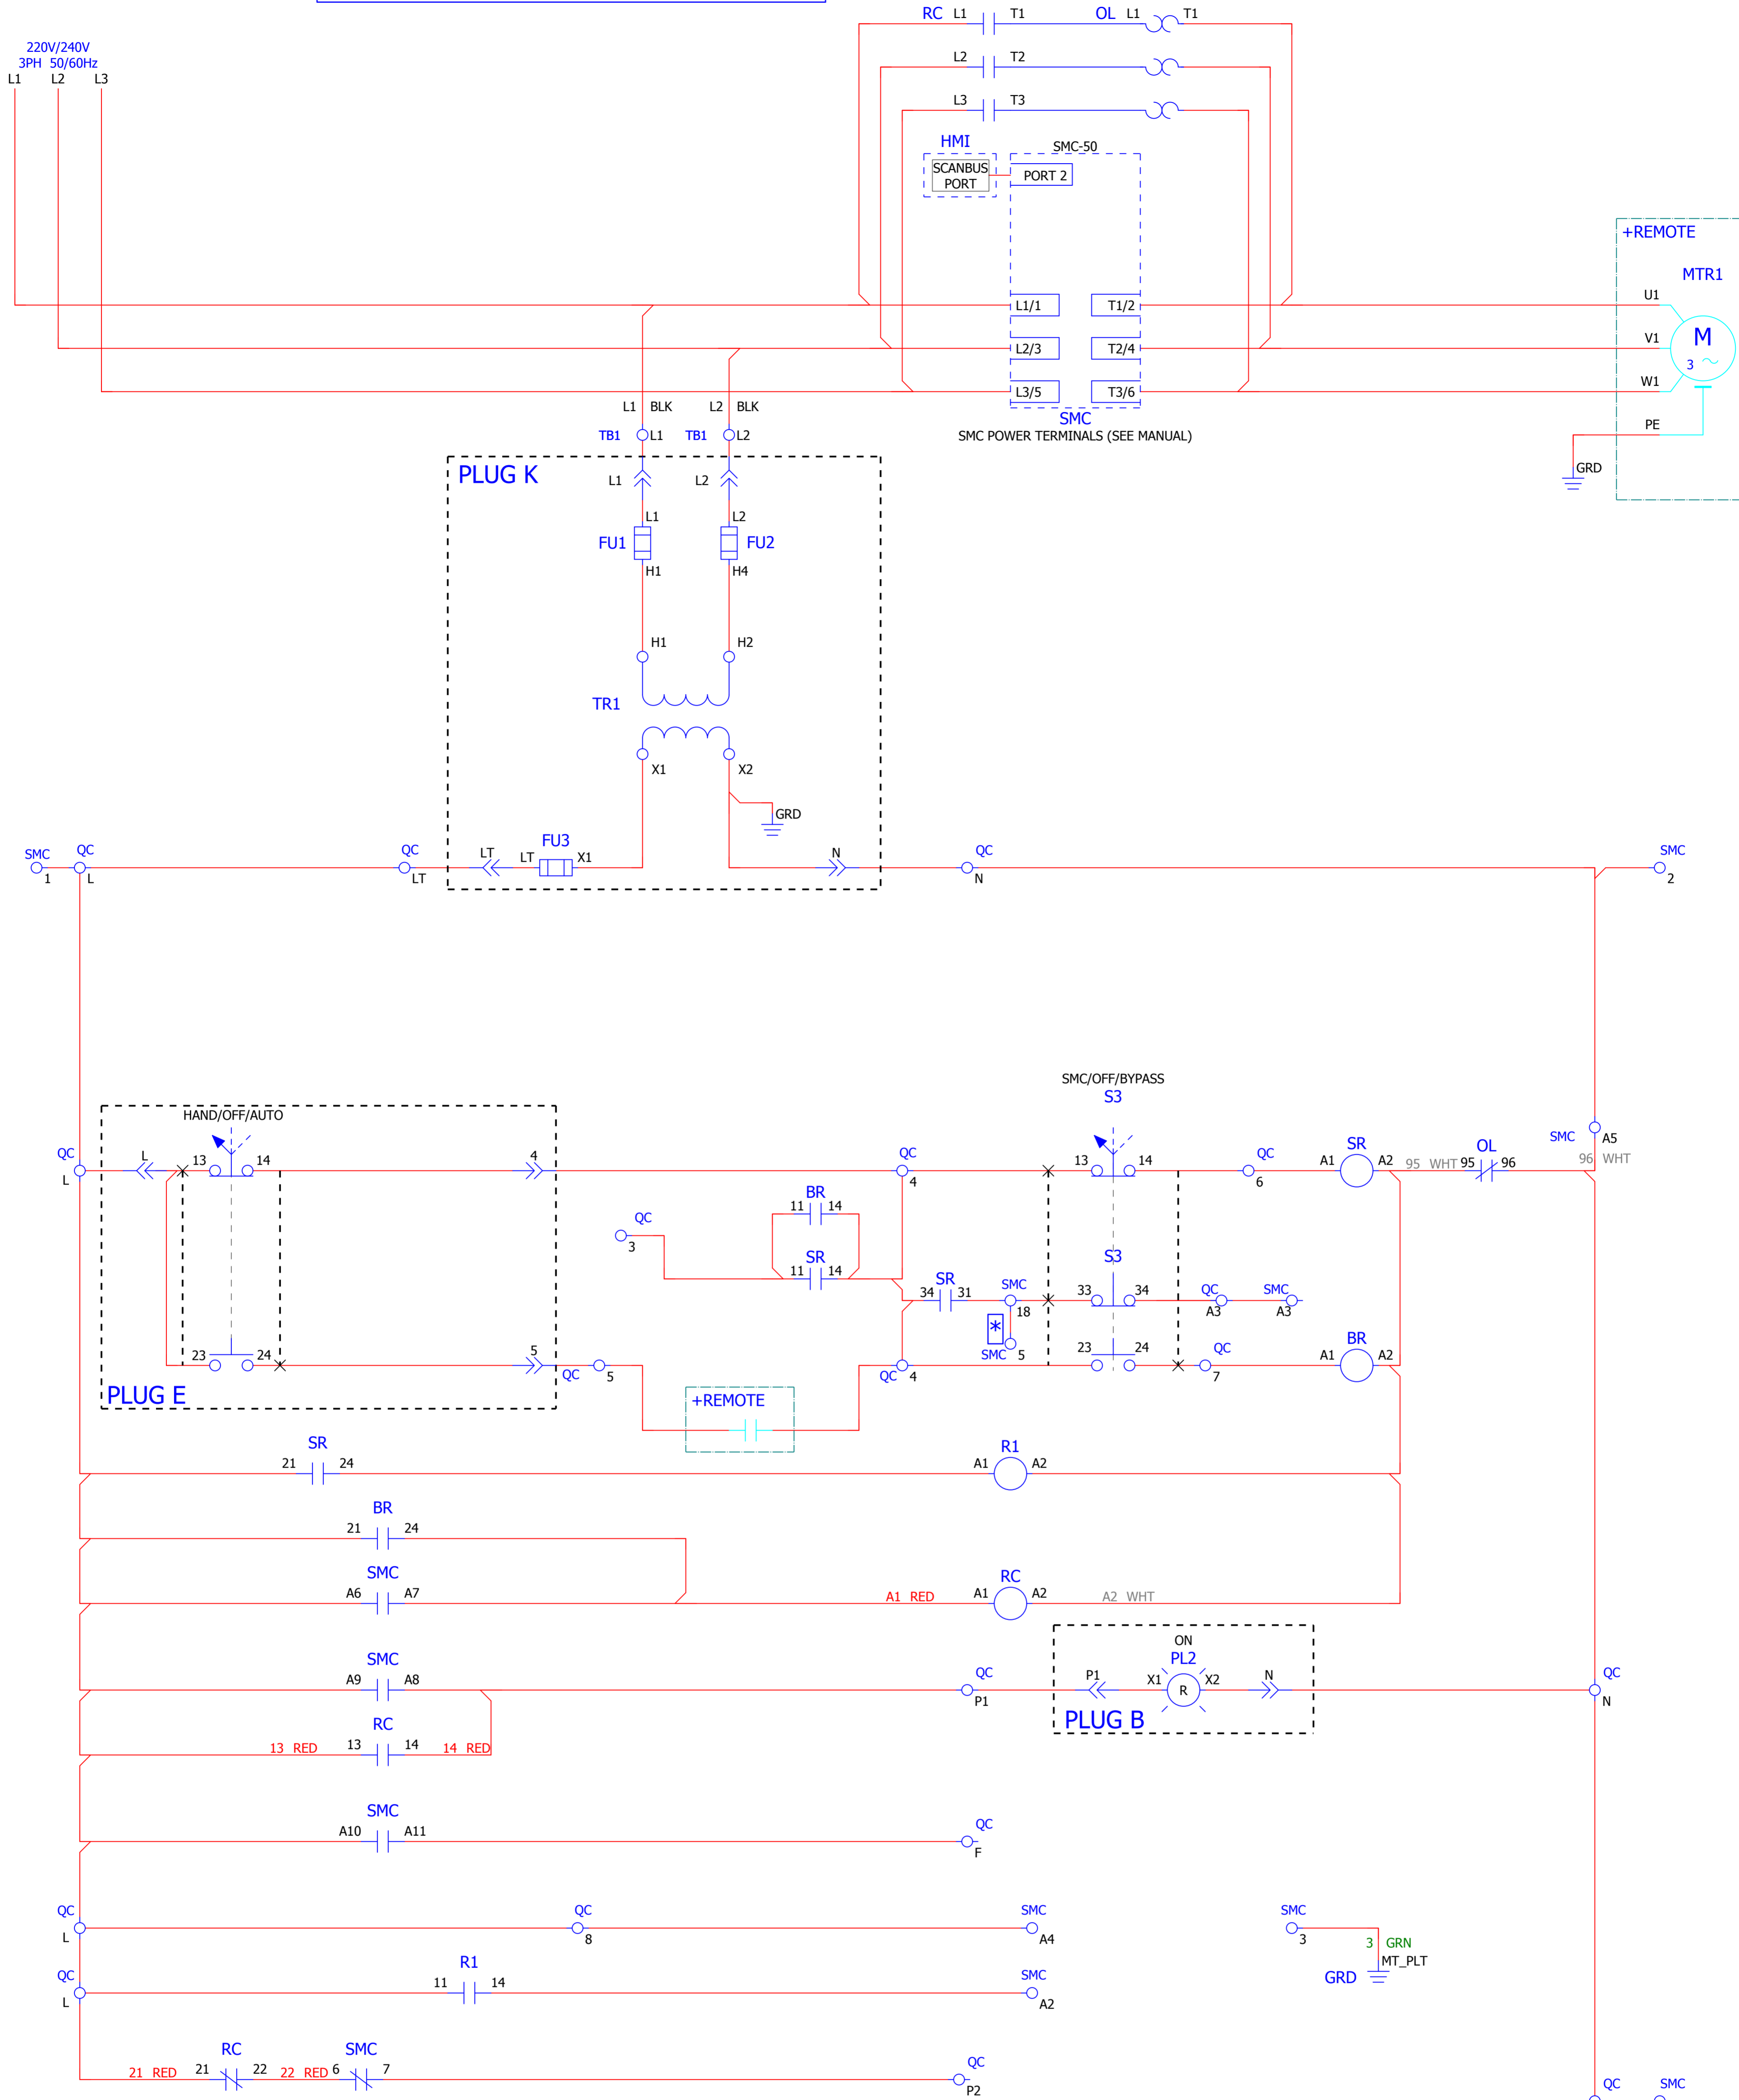 RC L1 T1 OL L1 T1
220V/240V
3PH 50/60Hz
L1 L2 L3
L2 T2
L3 T3
HMI
SMC-50
SCANBUS
PORT
PORT 2
+REMOTE
MTR1
L1/1 T1/2 U1
L2/3 T2/4 V1
M
3
L3/5 T3/6 W1
L1 BLK L2 BLK
SMC
SMC POWER TERMINALS (SEE MANUAL)
PE
GRD
TB1 L1 TB1 L2
PLUG K
L1 L2
L1 L2
FU1 FU2
H1 H4
H1 H2
TR1
X1 X2
GRD
SMC QC QC FU3 QC SMC
LT LT X1 N
1 L LT N 2
SMC/OFF/BYPASS
S3
HAND/OFF/AUTO
QC L 13 14 4 QC 13 14 QC SR OL SMC A5
A1 A2 95 WHT 95 96 96 WHT
L 4 6
BR
11 14
QC
3
SR
11 14
S3
SR
34 31 SMC 33 34 QC SMC
18 A3 A3
*
SMC 5
23 24 5 23 24 QC BR
A1 A2
QC 5 QC 4 7
PLUG E
+REMOTE
SR R1
21 24 A1 A2
BR
21 24
SMC RC
A6 A7 A1 RED A1 A2 A2 WHT
ON
SMC QC PL2 QC
A9 A8 P1 X1 R X2 N
P1 N
PLUG B
RC
13 RED 13 14 14 RED
SMC
A10 A11 QC
F
QC QC SMC SMC
L 8 A4 3
3 GRN
MT_PLT
GRD
QC R1 SMC
11 14
L A2
RC SMC
21 RED 21 22 22 RED 6 7 QC
P2
QC SMC